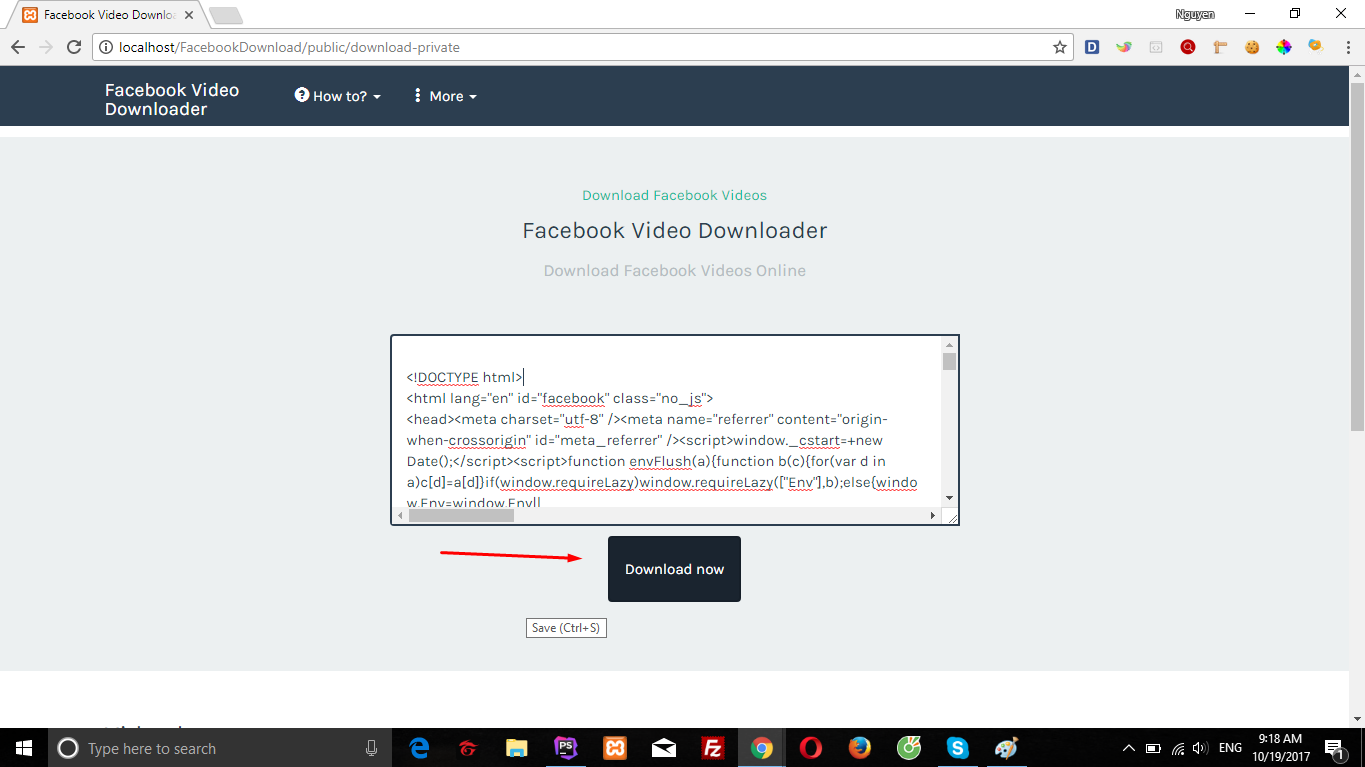 Facebook Video Downlo
Nguyen
localhost/FacebookDownload/public/download-private
D
Facebook Video
Downloader
How to?
More
Download Facebook Videos
Facebook Video Downloader
Download Facebook Videos Online
<!DOCTYPE html>
<html lang="en" id="facebook" class="no_js">
<head><meta charset="utf-8" /><meta name="referrer" content="origin-
when-crossorigin" id="meta_referrer" /><script>window._cstart=+new
Date();</script><script>function envFlush(a){function b(c){for(var d in
a)c[d]=a[d]}if(window.requireLazy)window.requireLazy(["Env"],b);else{windo
w.Env=window.Env||
Download now
Save (Ctrl+S)
Type here to search
PS
FZ
ENG
9:18 AM
10/19/2017
1